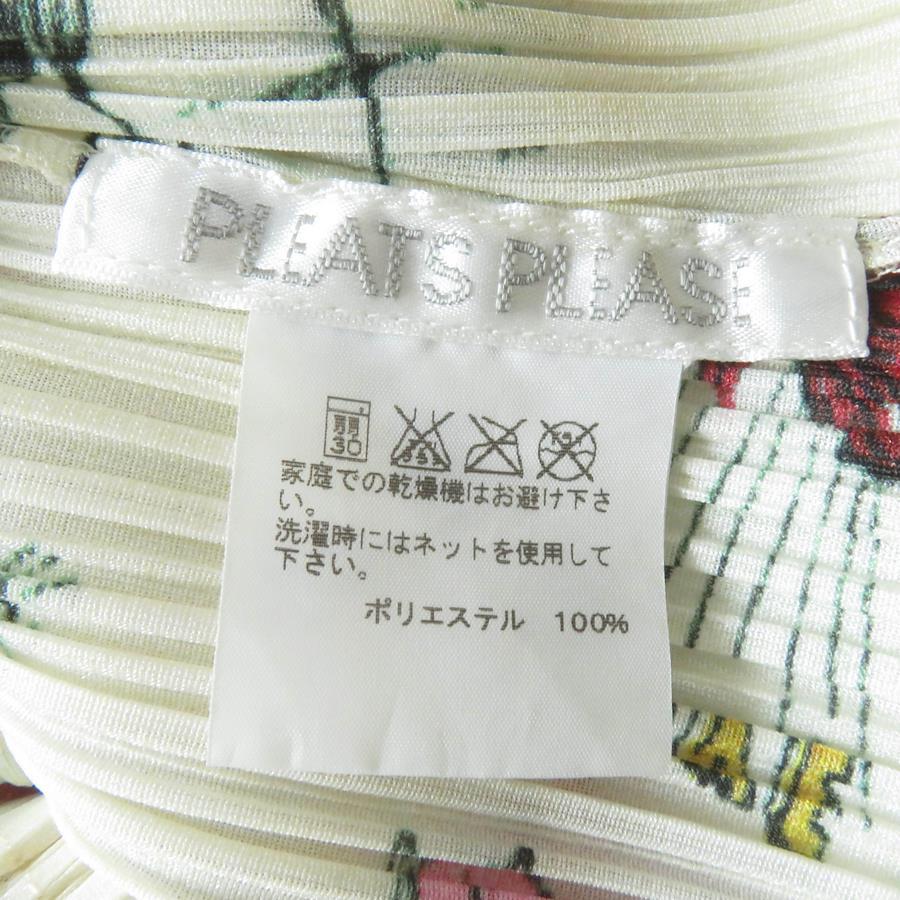 PLEATS PLEASE
弱
30
家庭での乾燥機はお避け下さ
い。
洗濯時にはネットを使用して
下さい。
ポリエステル 100%